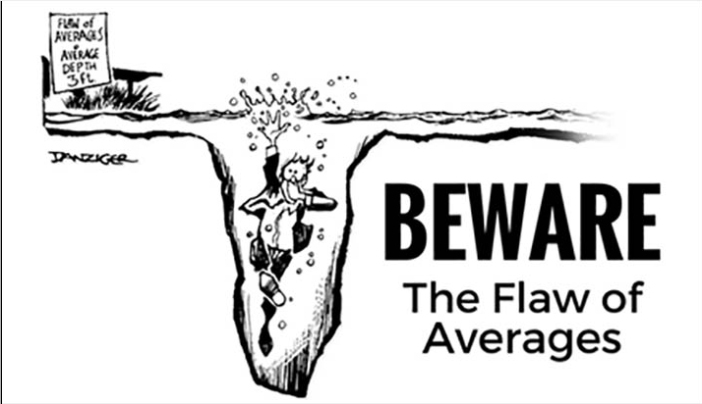 FLAW of
AVERAGES
AVERAGE
DEPTH
3 Ft.
DANZIGER
BEWARE
The Flaw of
Averages